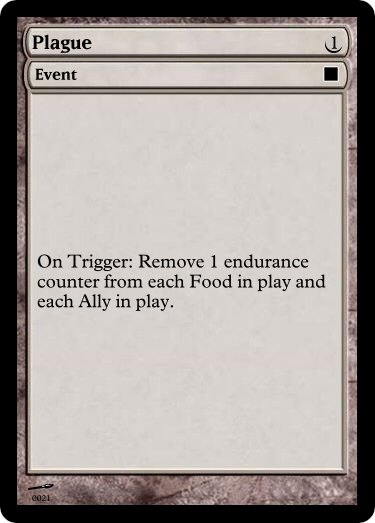 Plague 1
Event
On Trigger: Remove 1 endurance
counter from each Food in play and
each Ally in play.
0021